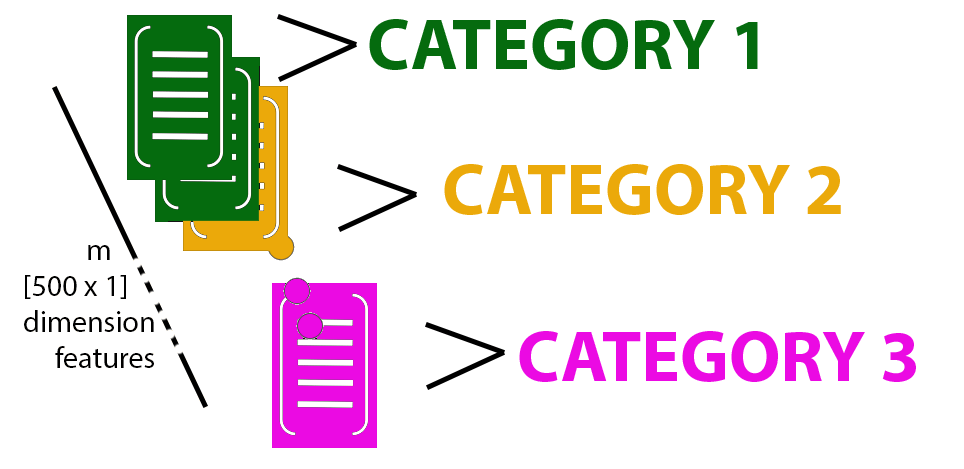 CATEGORY 1
CATEGORY 2
m
[500 x 1]
dimension
features
CATEGORY 3